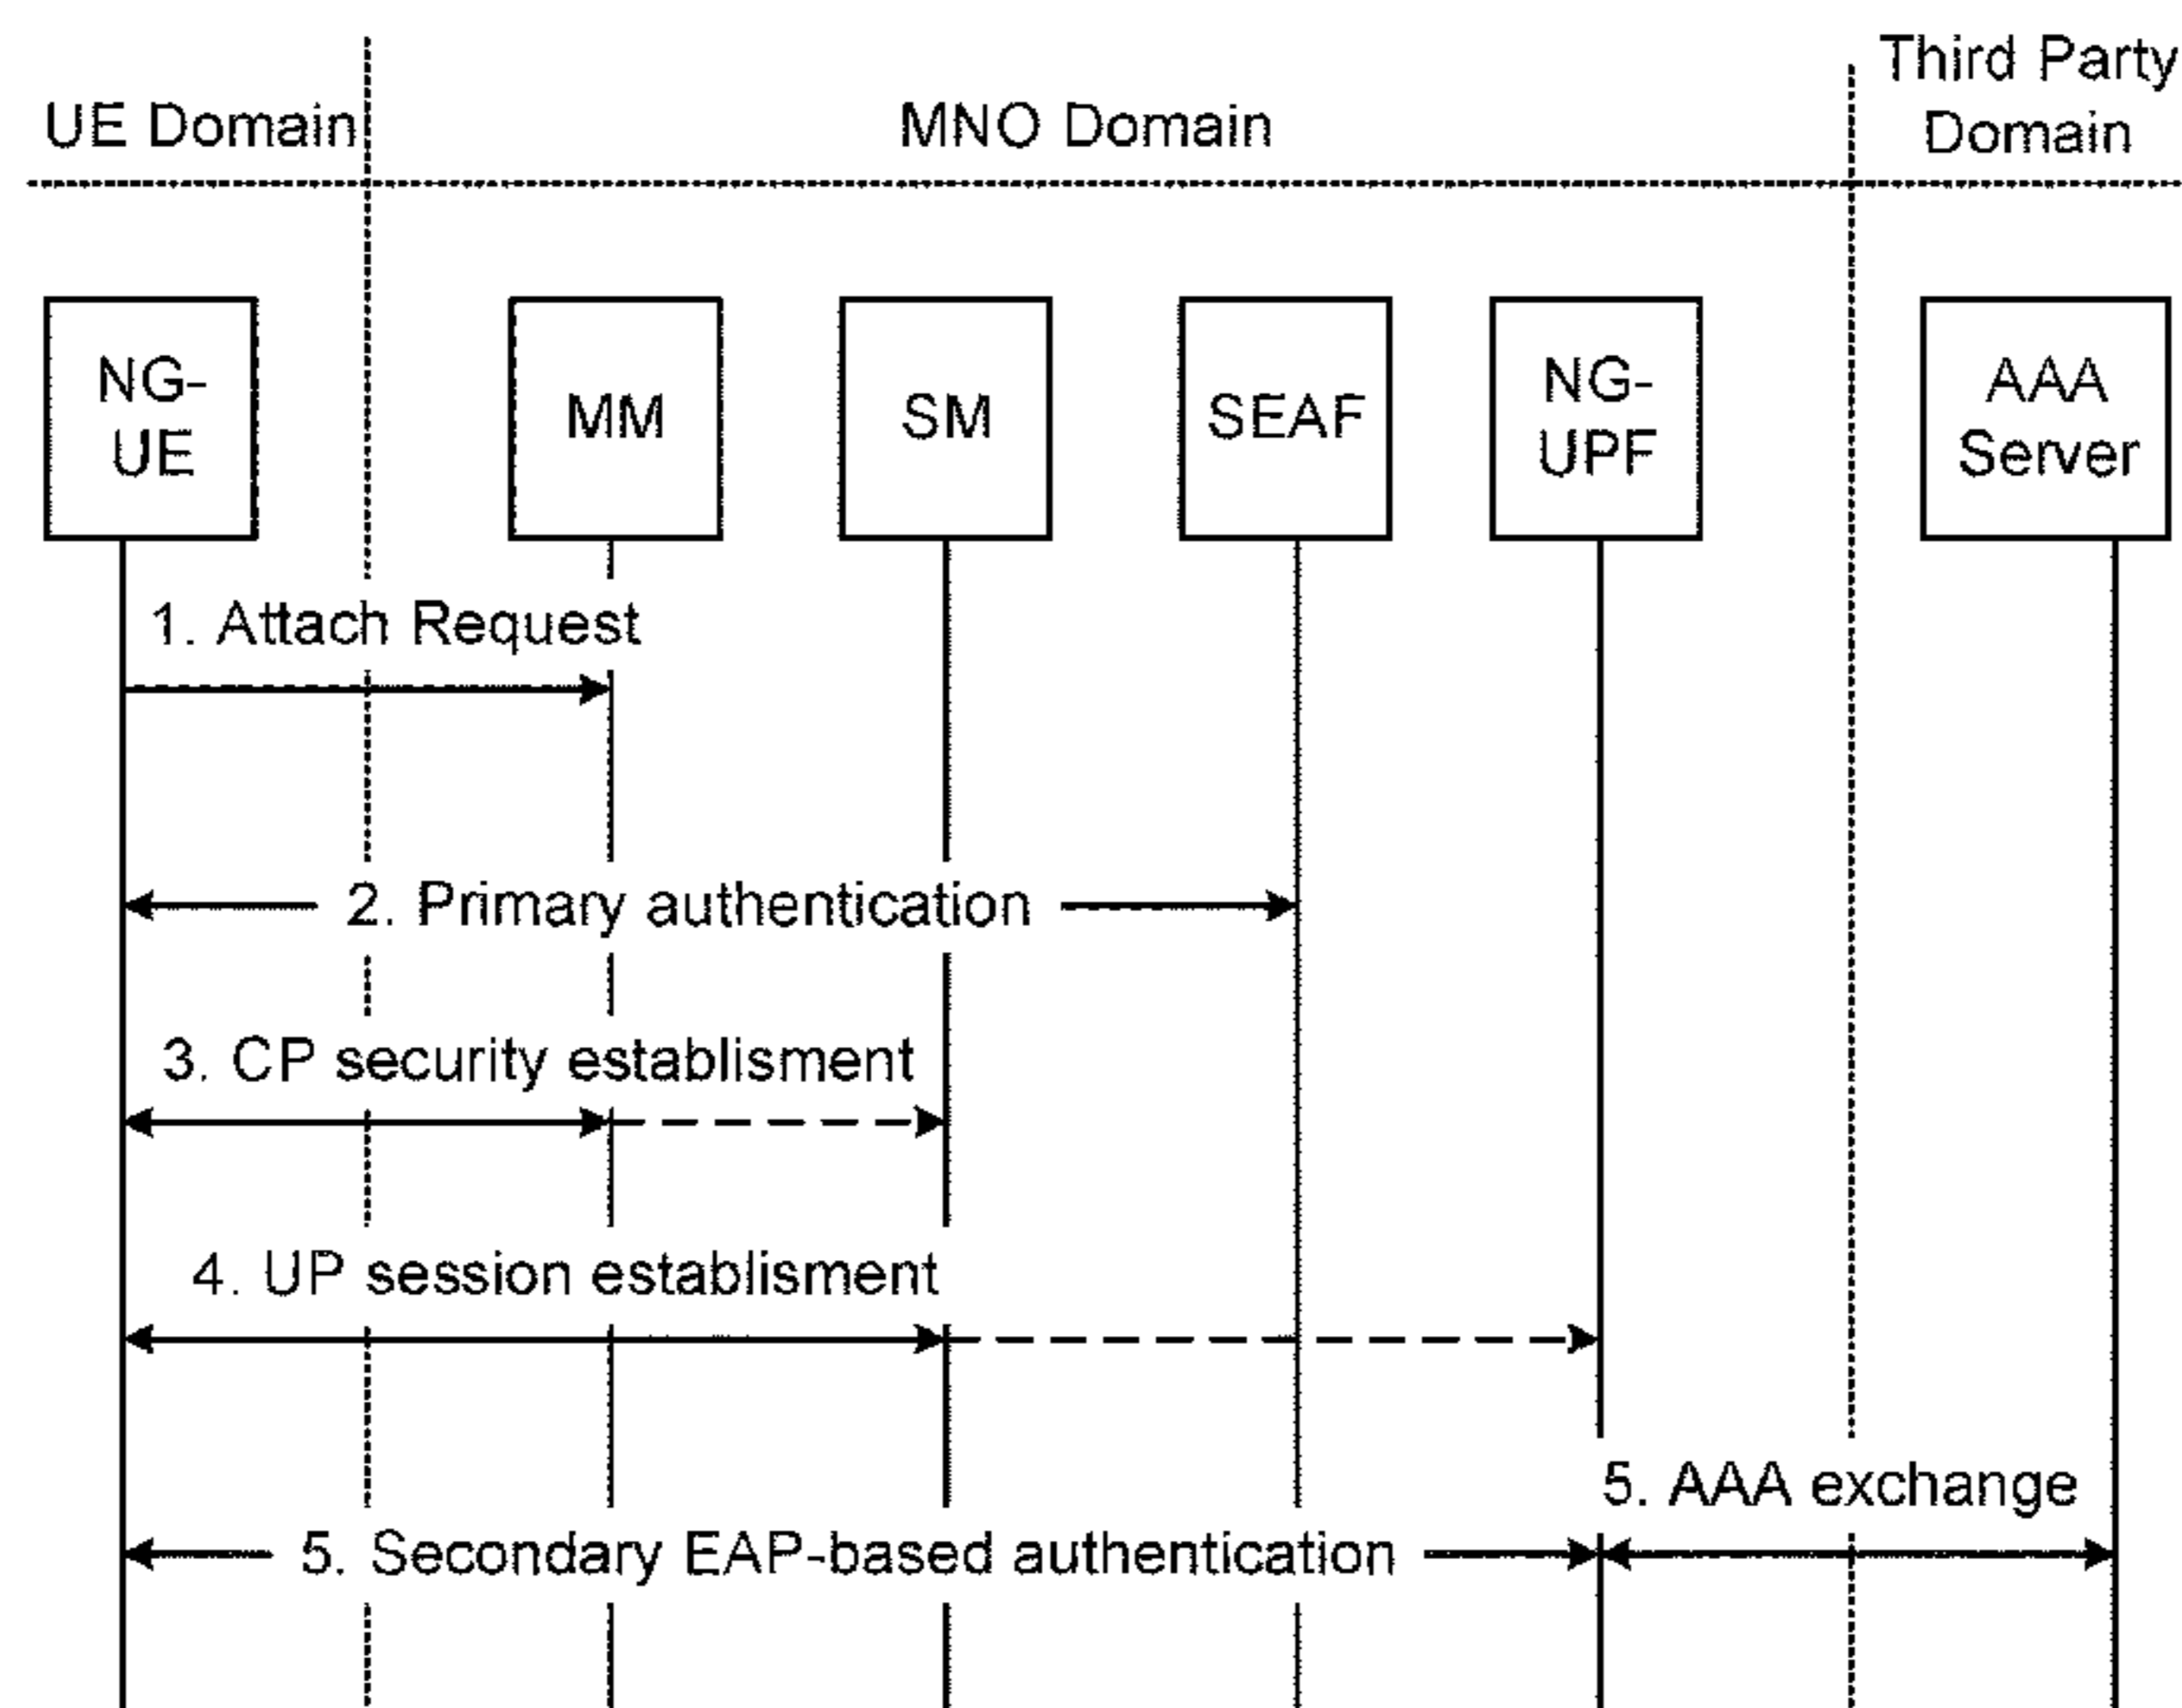 Third Party
Domain
UE Domain
MNO Domain
NG-
UE
MM
SM
SEAF
NG-
UPF
AAA
Server
1. Attach Request
2. Primary authentication
3. CP security establisment
4. UP session establisment
5. AAA exchange
5. Secondary EAP-based authentication